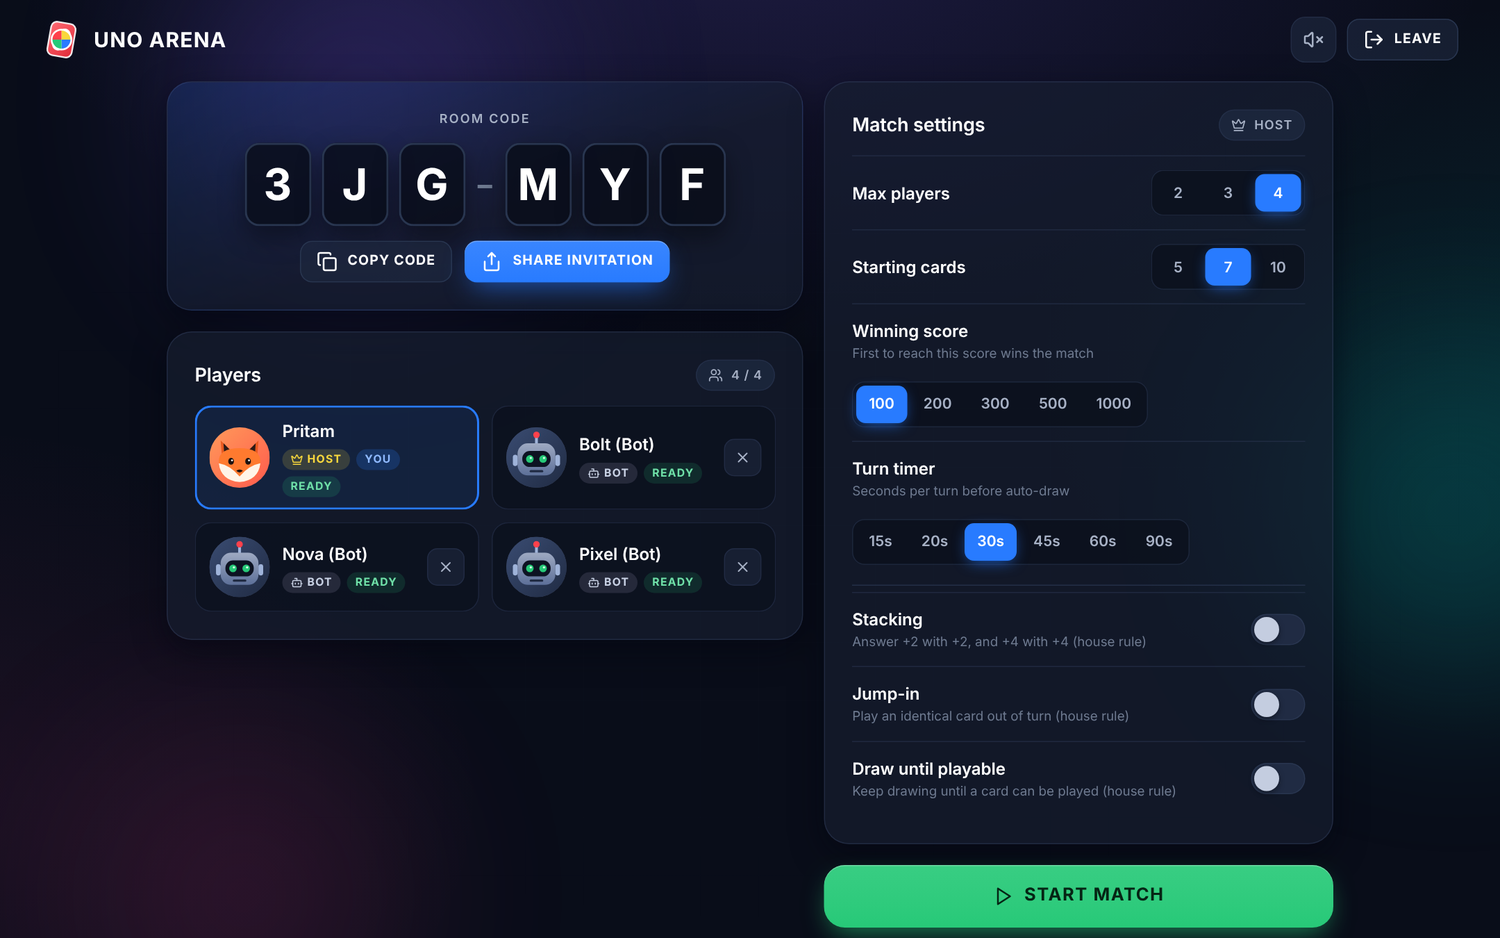 UNO ARENA
LEAVE
ROOM CODE
3 J G – M Y F
COPY CODE
SHARE INVITATION
Players
4 / 4
Pritam
HOST
YOU
READY
Bolt (Bot)
BOT
READY
Nova (Bot)
BOT
READY
Pixel (Bot)
BOT
READY
Match settings
HOST
Max players
2 3 4
Starting cards
5 7 10
Winning score
First to reach this score wins the match
100 200 300 500 1000
Turn timer
Seconds per turn before auto-draw
15s 20s 30s 45s 60s 90s
Stacking
Answer +2 with +2, and +4 with +4 (house rule)
Jump-in
Play an identical card out of turn (house rule)
Draw until playable
Keep drawing until a card can be played (house rule)
START MATCH